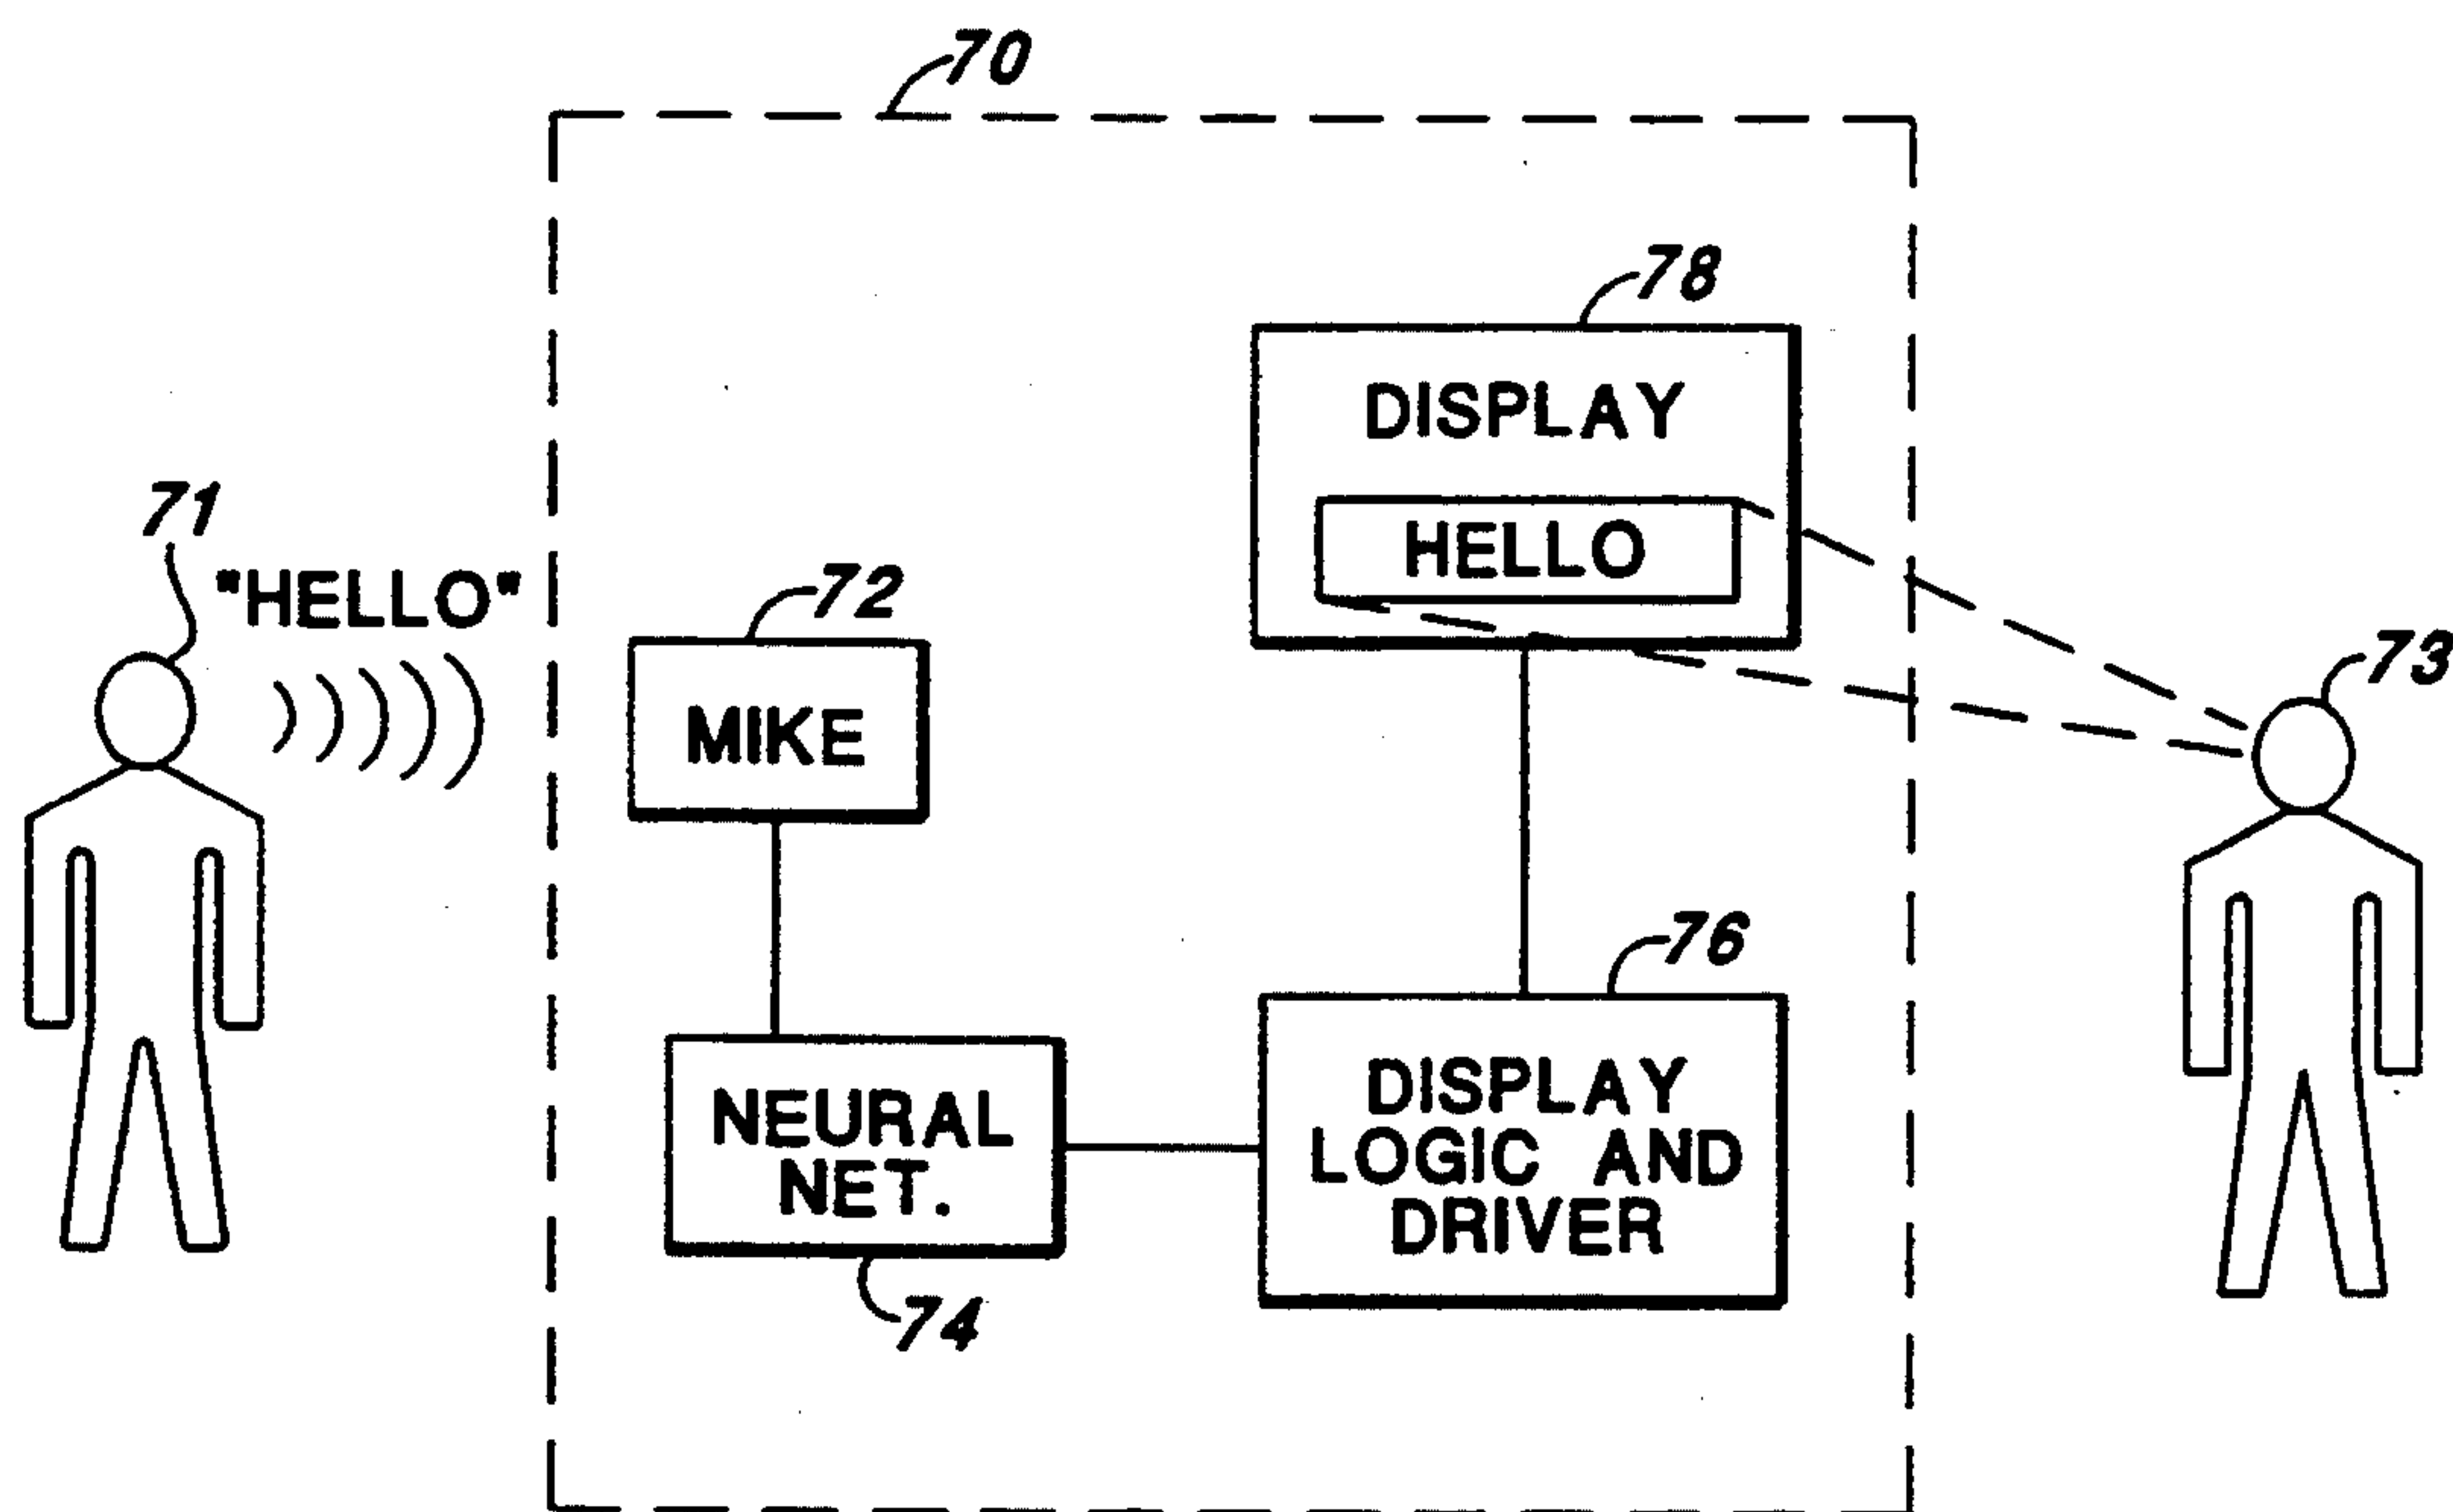 70
78
DISPLAY
HELLO
71
"HELLO"
72
MIKE
73
76
DISPLAY
LOGIC AND
DRIVER
NEURAL
NET.
74